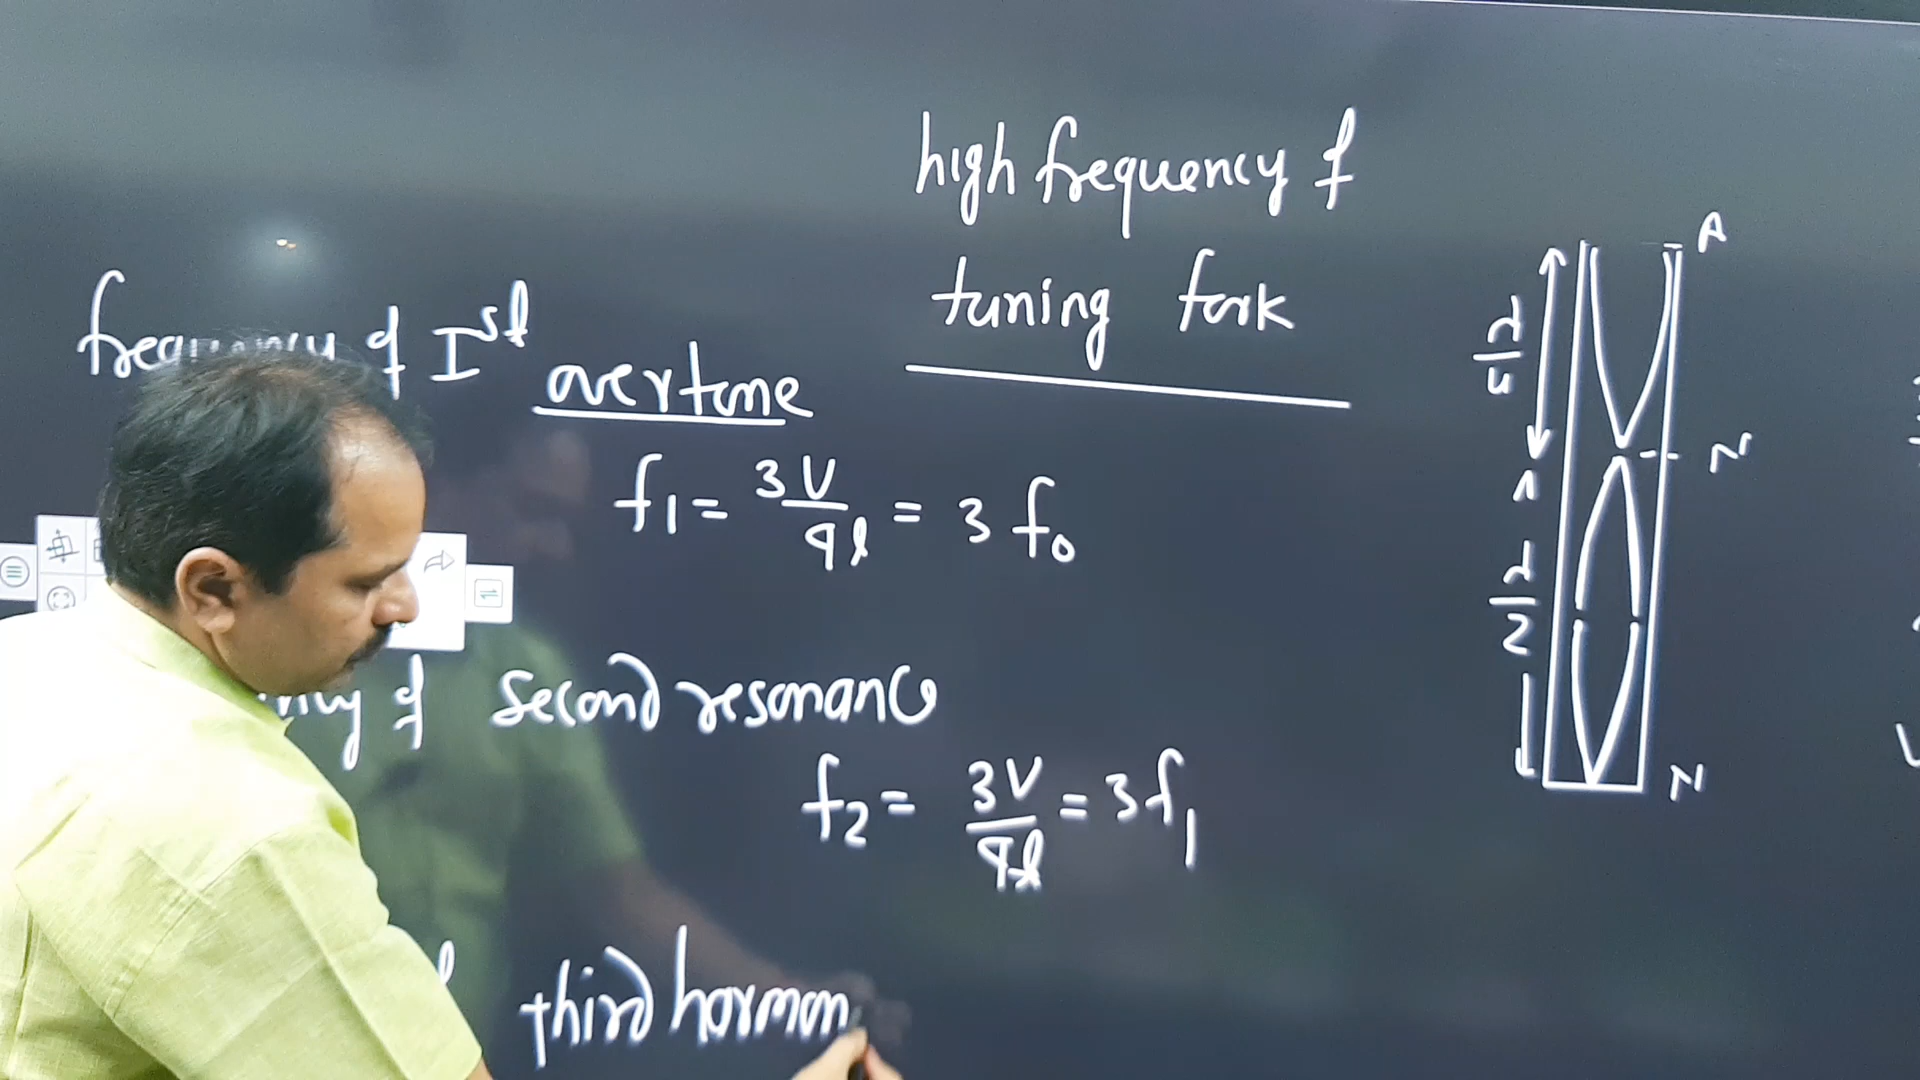 high frequency f
tuning fork
frequency of Ist
overtone
f1 = 3V/4l = 3 f0
of second resonance
f2 = 3V/4l = 3f1
third harmon
A
λ/4
N
λ/2
N